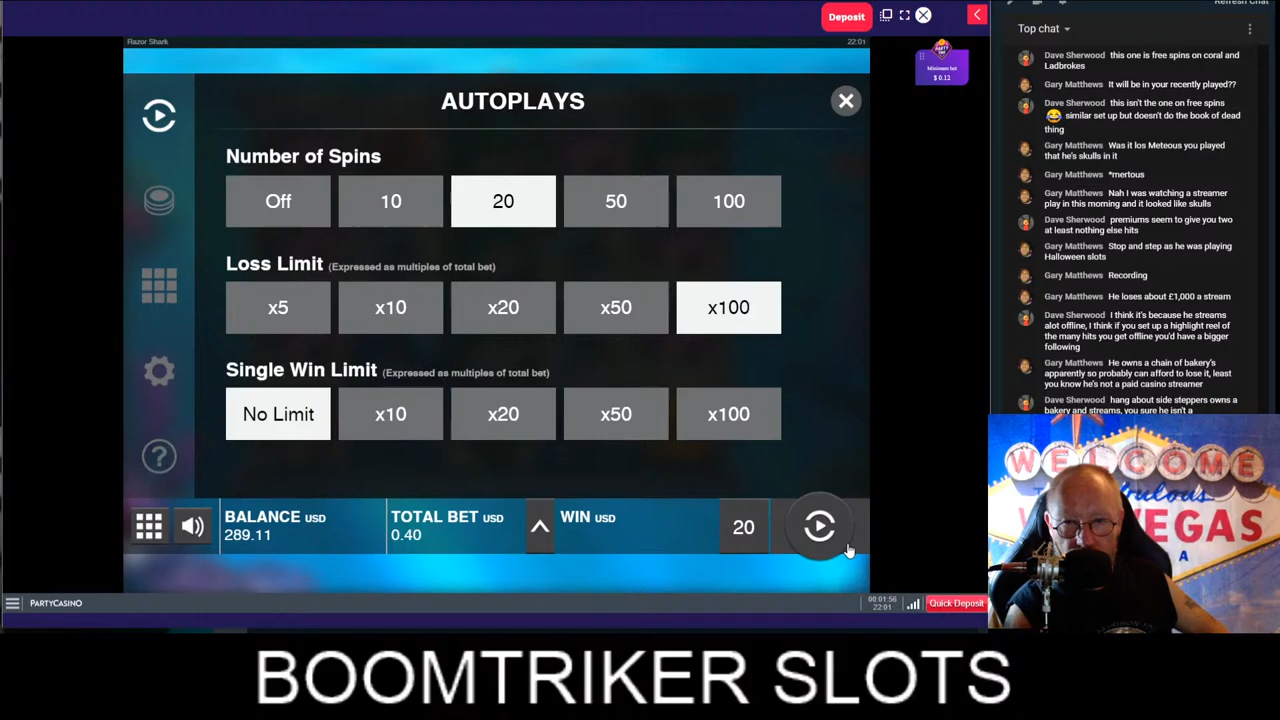 Refresh Chat
Deposit
Razor Shark
22:01
Minimum bet
$ 0.12
AUTOPLAYS
Number of Spins
Off
10
20
50
100
Loss Limit (Expressed as multiples of total bet)
x5
x10
x20
x50
x100
Single Win Limit (Expressed as multiples of total bet)
No Limit
x10
x20
x50
x100
BALANCE USD
289.11
TOTAL BET USD
0.40
WIN USD
20
PARTYCASINO
00:01:56
22:01
Quick Deposit
Top chat
Dave Sherwood this one is free spins on coral and
Ladbrokes
Gary Matthews It will be in your recently played??
Dave Sherwood this isn't the one on free spins
similar set up but doesn't do the book of dead
thing
Gary Matthews Was it los Meteous you played
that he's skulls in it
Gary Matthews *mertous
Gary Matthews Nah I was watching a streamer
play in this morning and it looked like skulls
Dave Sherwood premiums seem to give you two
at least nothing else hits
Gary Matthews Stop and step as he was playing
Halloween slots
Gary Matthews Recording
Gary Matthews He loses about £1,000 a stream
Dave Sherwood I think it's because he streams
alot offline, I think if you set up a highlight reel of
the many hits you get offline you'd have a bigger
following
Gary Matthews He owns a chain of bakery's
apparently so probably can afford to lose it, least
you know he's not a paid casino streamer
Dave Sherwood hang about side steppers owns a
bakery and streams, you sure he isn't a
WELCOME
fabulous
VEGAS
BOOMTRIKER SLOTS